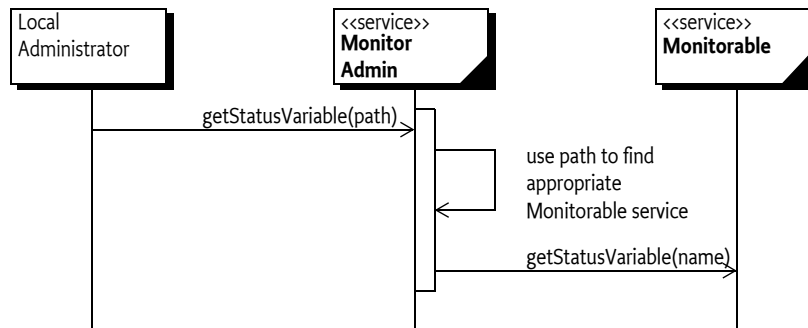 Local
Administrator
<<service>>
Monitor
Admin
<<service>>
Monitorable
getStatusVariable(path)
use path to find
appropriate
Monitorable service
getStatusVariable(name)